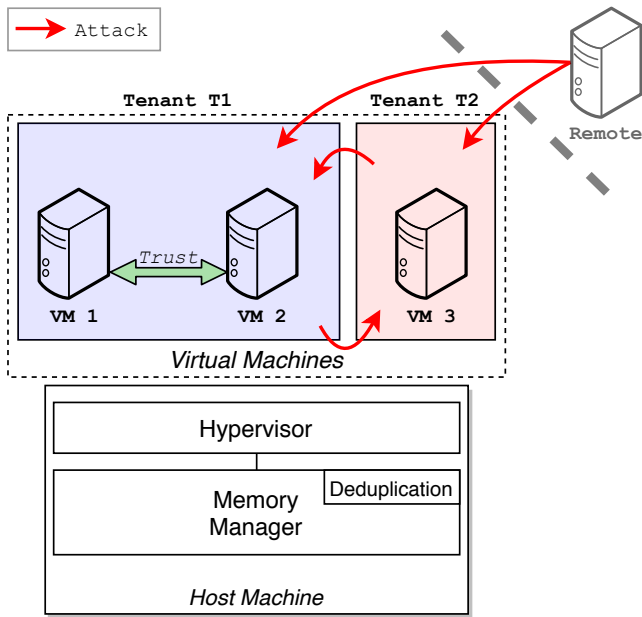 Attack
Tenant T1
Tenant T2
Remote
Trust
VM 1
VM 2
VM 3
Virtual Machines
Hypervisor
Deduplication
Memory
Manager
Host Machine